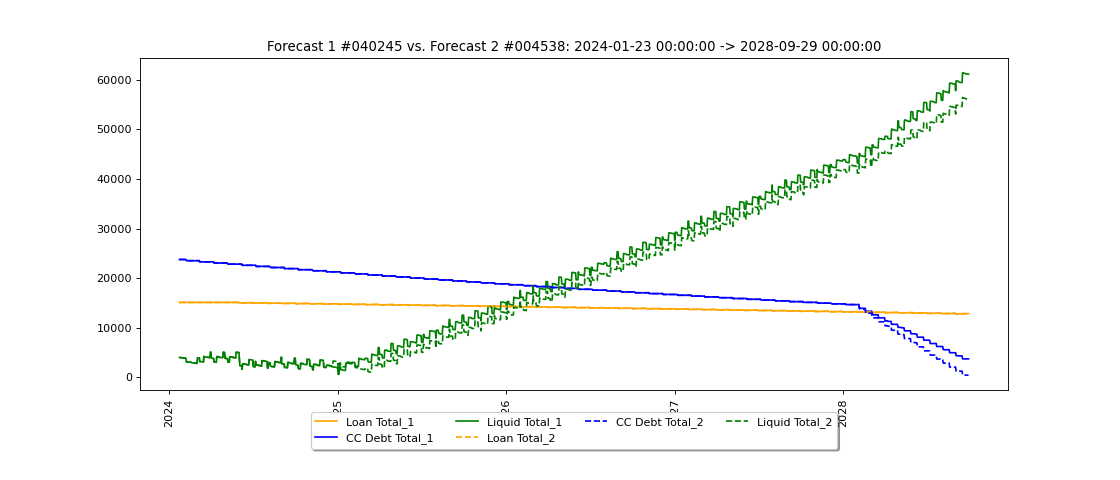 Forecast 1 #040245 vs. Forecast 2 #004538: 2024-01-23 00:00:00 -> 2028-09-29 00:00:00
60000
50000
40000
30000
20000
10000
0
2024
25
26
27
2028
Loan Total_1
Liquid Total_1
CC Debt Total_2
Liquid Total_2
CC Debt Total_1
Loan Total_2